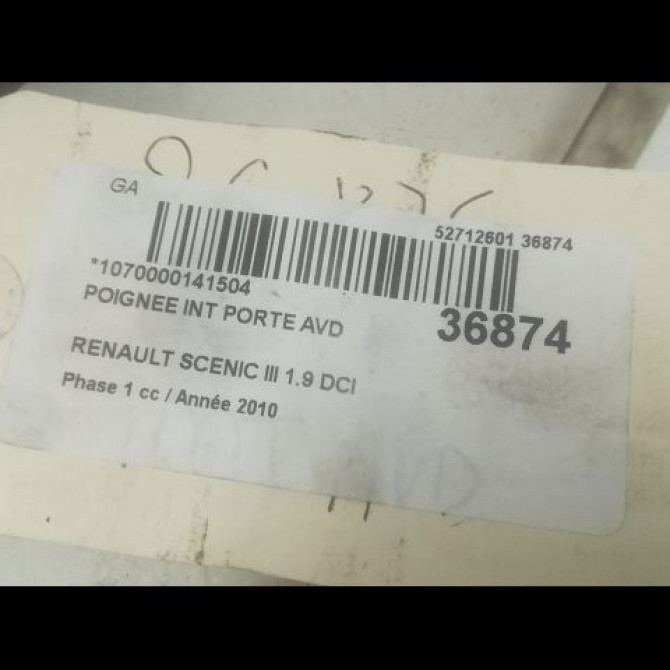 GA
52712601 36874
*1070000141504
POIGNEE INT PORTE AVD
36874
RENAULT SCENIC III 1.9 DCI
Phase 1 cc / Année 2010
AVD